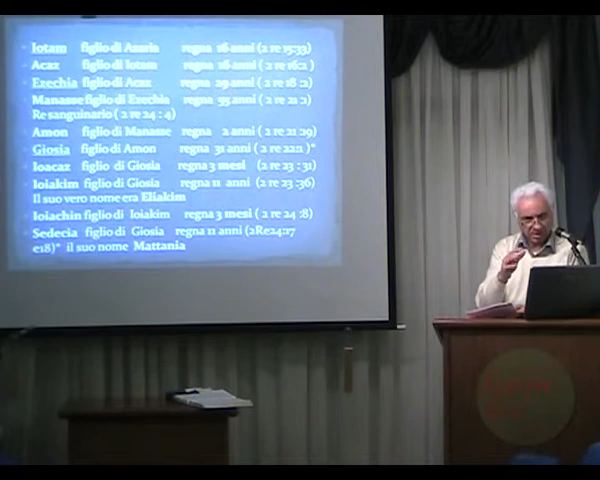 Iotam figlio di Azaria regna 16 anni (2 re 15:33)
Acaz figlio di Iotam regna 16 anni (2 re 16:2 )
Ezechia figlio di Acaz regna 29 anni ( 2 re 18 :2)
Manasse figlio di Ezechia regna 55 anni ( 2 re 21 :1)
Re sanguinario ( 2 re 24 : 4)
Amon figlio di Manasse regna 2 anni ( 2 re 21 :19)
Giosia figlio di Amon regna 31 anni ( 2 re 22:1 )*
Ioacaz figlio di Giosia regna 3 mesi (2 re 23 : 31)
Ioiakim figlio di Giosia regna 11 anni (2 re 23 :36)
Il suo vero nome era Eliakim
Ioiachin figlio di Ioiakim regna 3 mesi ( 2 re 24 :8)
Sedecia figlio di Giosia regna 11 anni (2Re24:17
e18)* il suo nome Mattania